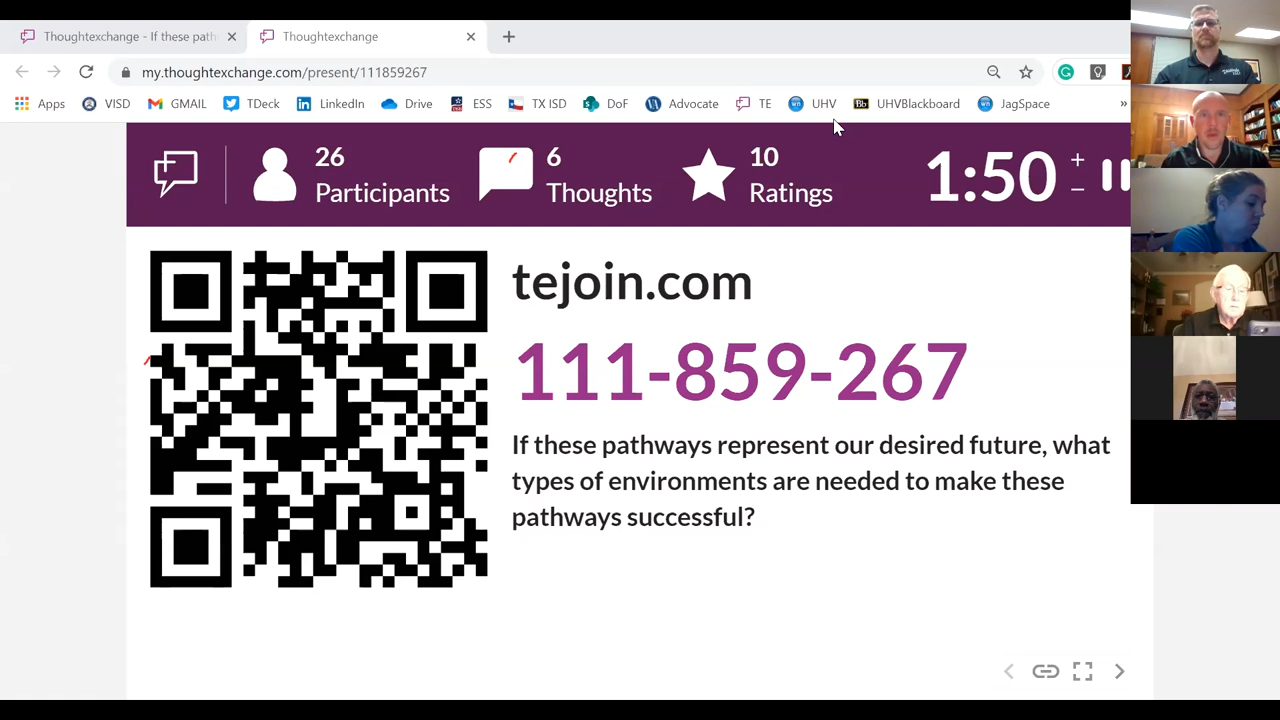 Thoughtexchange - If these path
Thoughtexchange
my.thoughtexchange.com/present/111859267
Apps VISD GMAIL TDeck LinkedIn Drive ESS TX ISD DoF Advocate TE UHV Bb UHVBlackboard JagSpace »
26 Participants
6 Thoughts
10 Ratings
1:50
+
−
tejoin.com
111-859-267
If these pathways represent our desired future, what
types of environments are needed to make these
pathways successful?